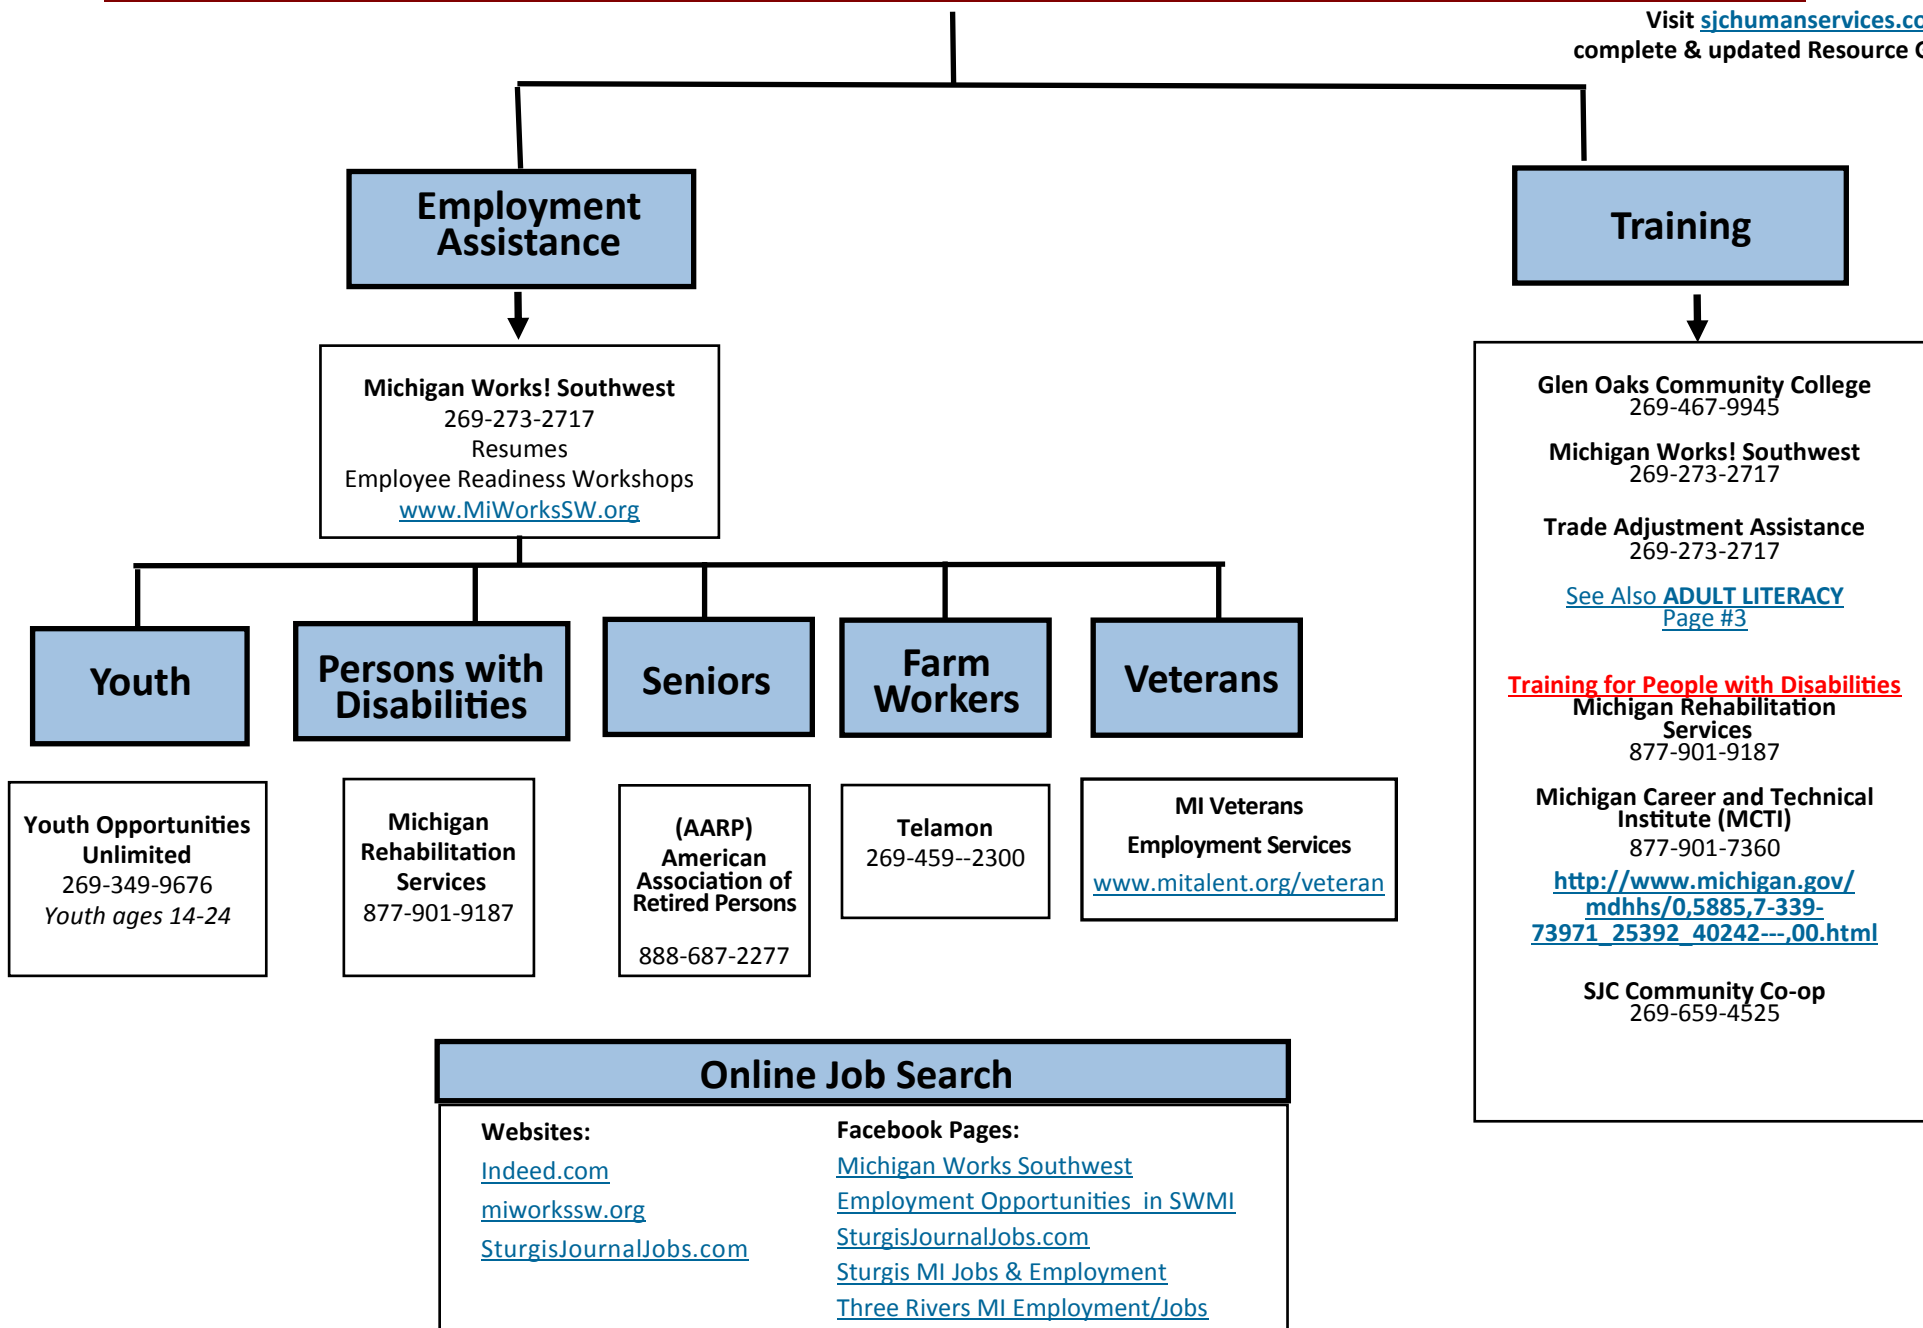 Visit sjchumanservices.co
complete & updated Resource G
Employment
Assistance
Training
Michigan Works! Southwest
269-273-2717
Resumes
Employee Readiness Workshops
www.MiWorksSW.org
Glen Oaks Community College
269-467-9945
Michigan Works! Southwest
269-273-2717
Trade Adjustment Assistance
269-273-2717
See Also ADULT LITERACY
Page #3
Training for People with Disabilities
Michigan Rehabilitation
Services
877-901-9187
Michigan Career and Technical
Institute (MCTI)
877-901-7360
http://www.michigan.gov/
mdhhs/0,5885,7-339-
73971_25392_40242---,00.html
SJC Community Co-op
269-659-4525
Youth
Persons with
Disabilities
Seniors
Farm
Workers
Veterans
Youth Opportunities
Unlimited
269-349-9676
Youth ages 14-24
Michigan
Rehabilitation
Services
877-901-9187
(AARP)
American
Association of
Retired Persons
888-687-2277
Telamon
269-459--2300
MI Veterans
Employment Services
www.mitalent.org/veteran
Online Job Search
Websites:
Indeed.com
miworkssw.org
SturgisJournalJobs.com
Facebook Pages:
Michigan Works Southwest
Employment Opportunities  in SWMI
SturgisJournalJobs.com
Sturgis MI Jobs & Employment
Three Rivers MI Employment/Jobs